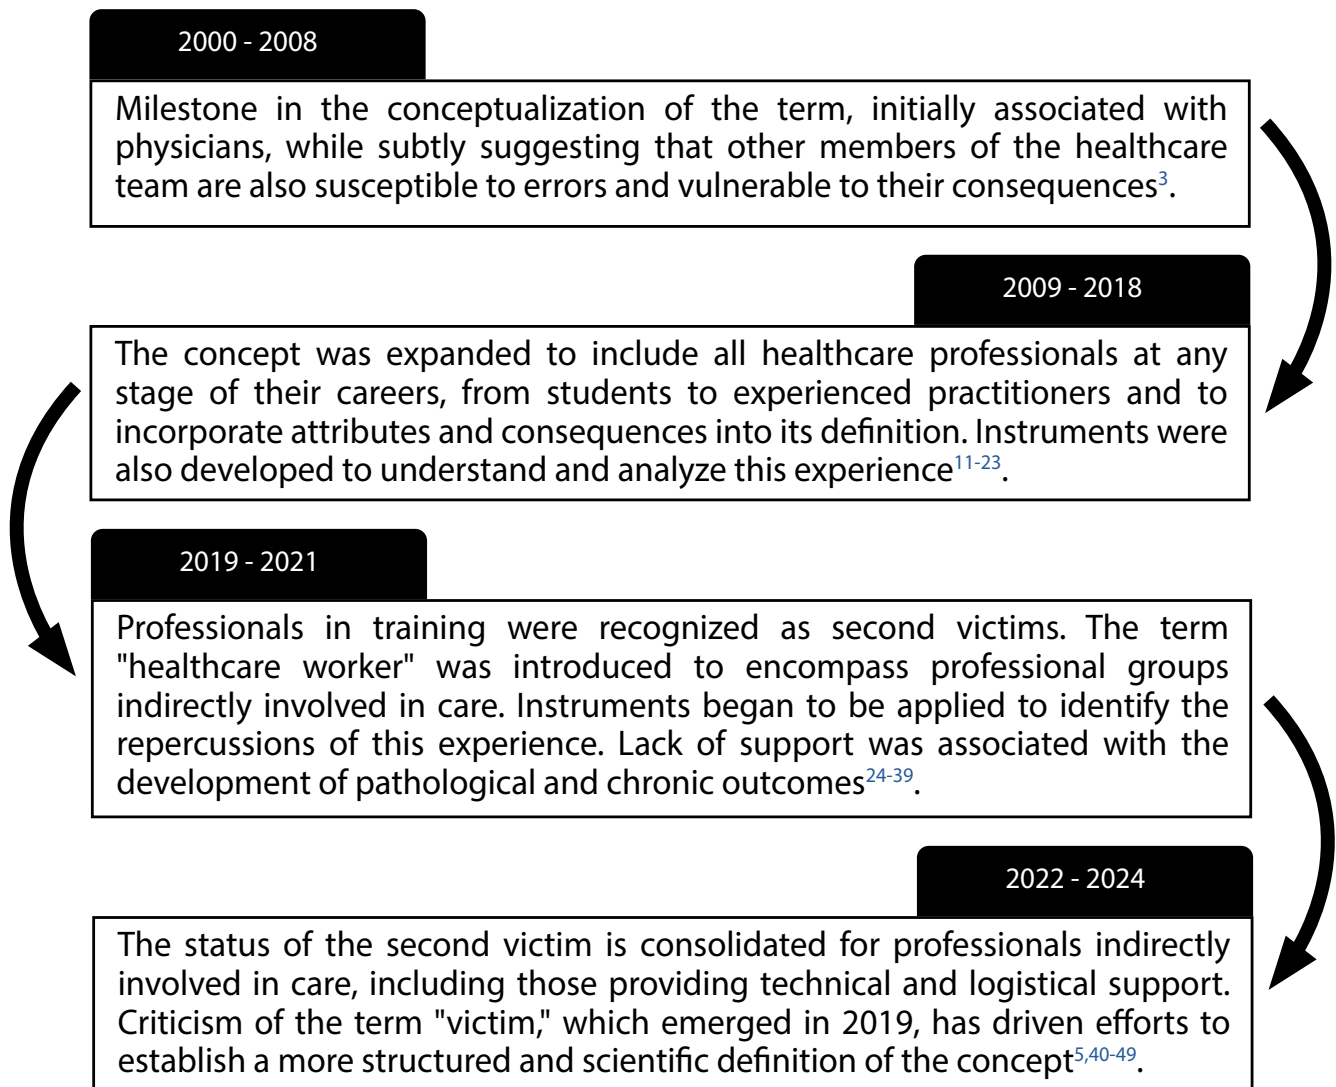 2000 - 2008
Milestone in the conceptualization of the term, initially associated with
physicians, while subtly suggesting that other members of the healthcare
team are also susceptible to errors and vulnerable to their consequences3.
2009 - 2018
The concept was expanded to include all healthcare professionals at any
stage of their careers, from students to experienced practitioners and to
incorporate attributes and consequences into its definition. Instruments were
also developed to understand and analyze this experience11-23.
2019 - 2021
Professionals in training were recognized as second victims. The term
"healthcare worker" was introduced to encompass professional groups
indirectly involved in care. Instruments began to be applied to identify the
repercussions of this experience. Lack of support was associated with the
development of pathological and chronic outcomes24-39.
2022 - 2024
The status of the second victim is consolidated for professionals indirectly
involved in care, including those providing technical and logistical support.
Criticism of the term "victim," which emerged in 2019, has driven efforts to
establish a more structured and scientific definition of the concept5,40-49.